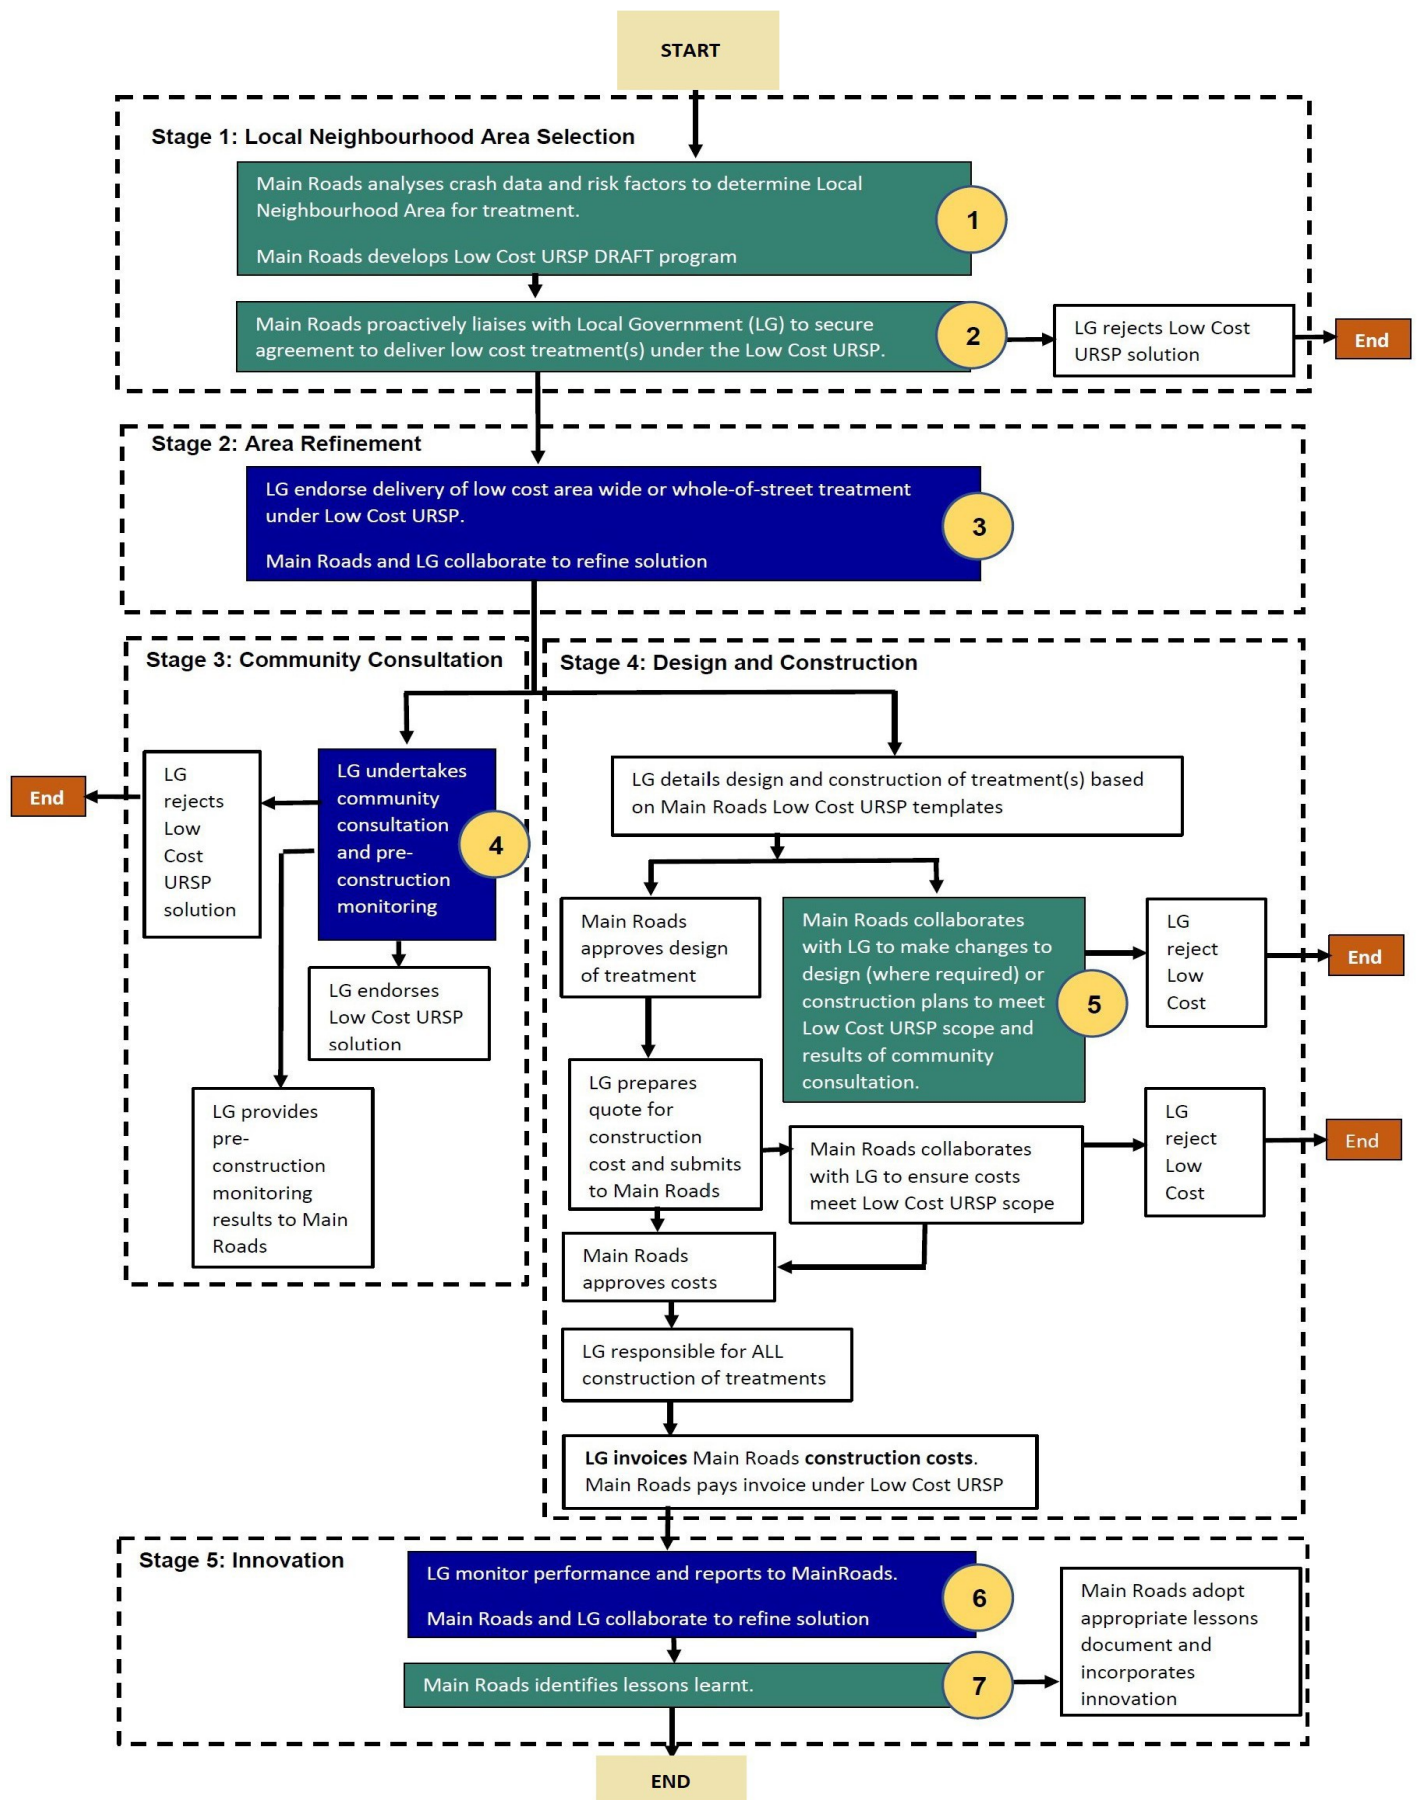 START
Stage 1: Local Neighbourhood Area Selection
Main Roads analyses crash data and risk factors to determine Local
Neighbourhood Area for treatment.
Main Roads develops Low Cost URSP DRAFT program
1
Main Roads proactively liaises with Local Government (LG) to secure
agreement to deliver low cost treatment(s) under the Low Cost URSP.
2
LG rejects Low Cost
URSP solution
End
Stage 2: Area Refinement
LG endorse delivery of low cost area wide or whole-of-street treatment
under Low Cost URSP.
Main Roads and LG collaborate to refine solution
3
Stage 3: Community Consultation
End
LG
rejects
Low
Cost
URSP
solution
LG undertakes
community
consultation
and pre-
construction
monitoring
4
LG endorses
Low Cost URSP
solution
LG provides
pre-
construction
monitoring
results to Main
Roads
Stage 4: Design and Construction
LG details design and construction of treatment(s) based
on Main Roads Low Cost URSP templates
Main Roads
approves design
of treatment
Main Roads collaborates
with LG to make changes to
design (where required) or
construction plans to meet
Low Cost URSP scope and
results of community
consultation.
5
LG
reject
Low
Cost
End
LG prepares
quote for
construction
cost and submits
to Main Roads
Main Roads collaborates
with LG to ensure costs
meet Low Cost URSP scope
LG
reject
Low
Cost
End
Main Roads
approves costs
LG responsible for ALL
construction of treatments
LG invoices Main Roads construction costs.
Main Roads pays invoice under Low Cost URSP
Stage 5: Innovation
LG monitor performance and reports to MainRoads.
Main Roads and LG collaborate to refine solution
6
Main Roads identifies lessons learnt.
7
Main Roads adopt
appropriate lessons
document and
incorporates
innovation
END